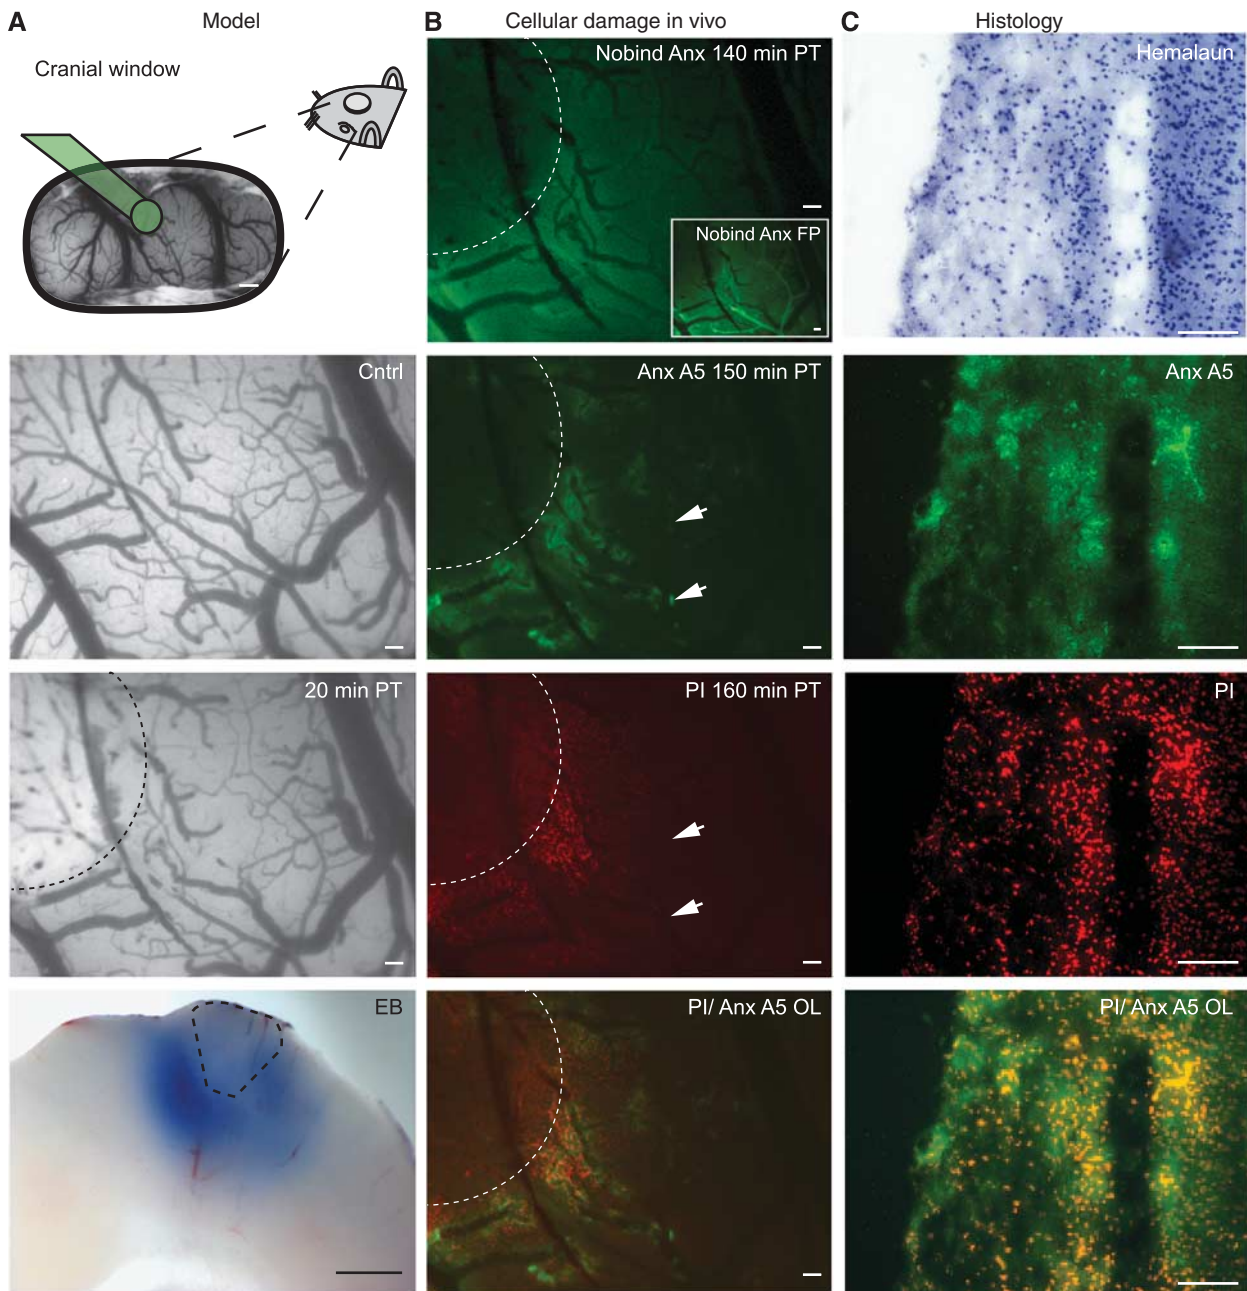 A Model
Cranial window
Cntrl
20 min PT
EB
B Cellular damage in vivo
Nobind Anx 140 min PT
Nobind Anx FP
Anx A5 150 min PT
PI 160 min PT
PI/ Anx A5 OL
C Histology
Hemalaun
Anx A5
PI
PI/ Anx A5 OL